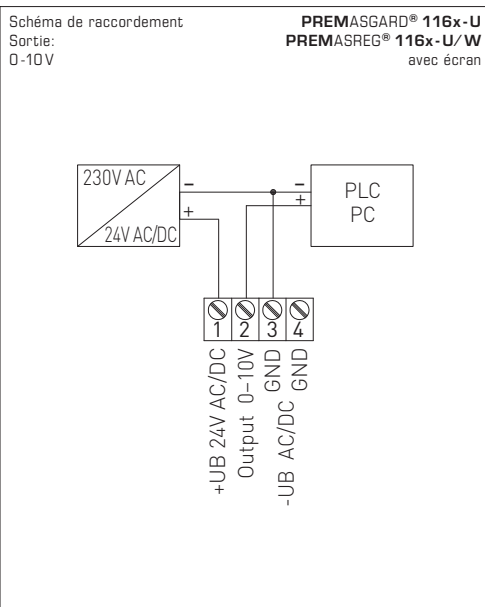 Schéma de raccordement
Sortie:
0-10 V
PREMASGARD® 116x-U
PREMASREG® 116x-U/W
avec écran
230V AC
24V AC/DC
–
+
–
+
PLC
PC
1 2 3 4
+UB 24V AC/DC
Output 0–10V
GND
-UB AC/DC GND